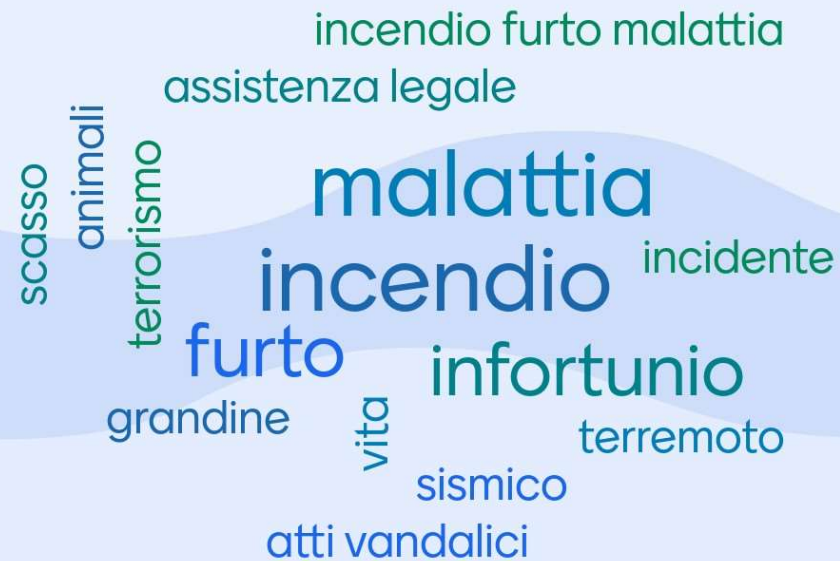 incendio furto malattia
assistenza legale
scasso
animali
terrorismo
malattia
incendio
incidente
furto
infortunio
grandine
vita
terremoto
sismico
atti vandalici